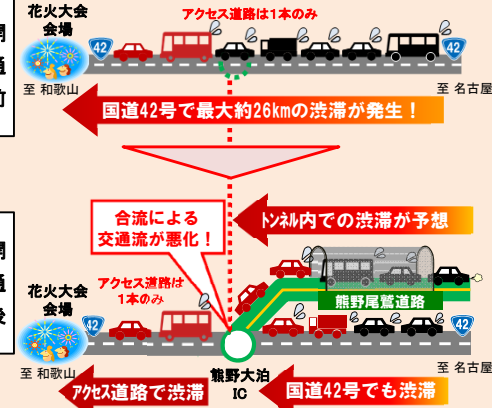 花火大会
会場
アクセス道路は1本のみ
開
通
前
42
42
至 和歌山
至 名古屋
国道42号で最大約26kmの渋滞が発生！
合流による
交通流が悪化！
トンネル内での渋滞が予想
開
通
後
花火大会
会場
アクセス道路は
1本のみ
熊野尾鷲道路
42
42
至 和歌山
熊野大泊
IC
至 名古屋
アクセス道路で渋滞
国道42号でも渋滞